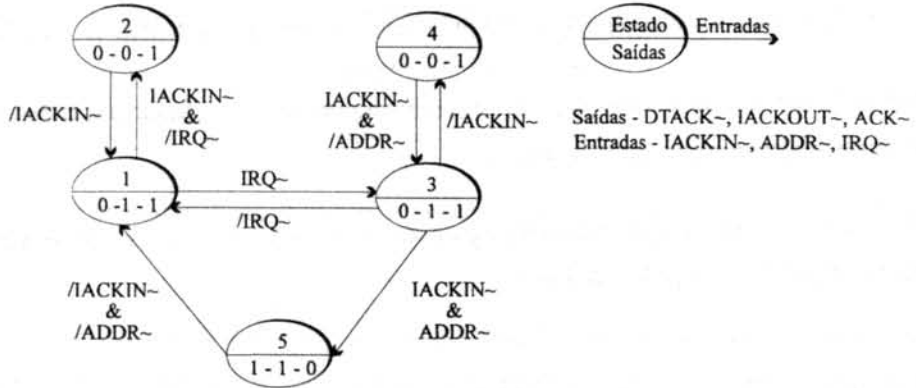 2
0 - 0 - 1
4
0 - 0 - 1
Estado
Saídas
Entradas
/IACKIN~
IACKIN~
&
/IRQ~
IACKIN~
&
/ADDR~
/IACKIN~
Saídas - DTACK~, IACKOUT~, ACK~
Entradas - IACKIN~, ADDR~, IRQ~
1
0 -1 - 1
IRQ~
/IRQ~
3
0 - 1 - 1
/IACKIN~
&
/ADDR~
IACKIN~
&
ADDR~
5
1 - 1 - 0